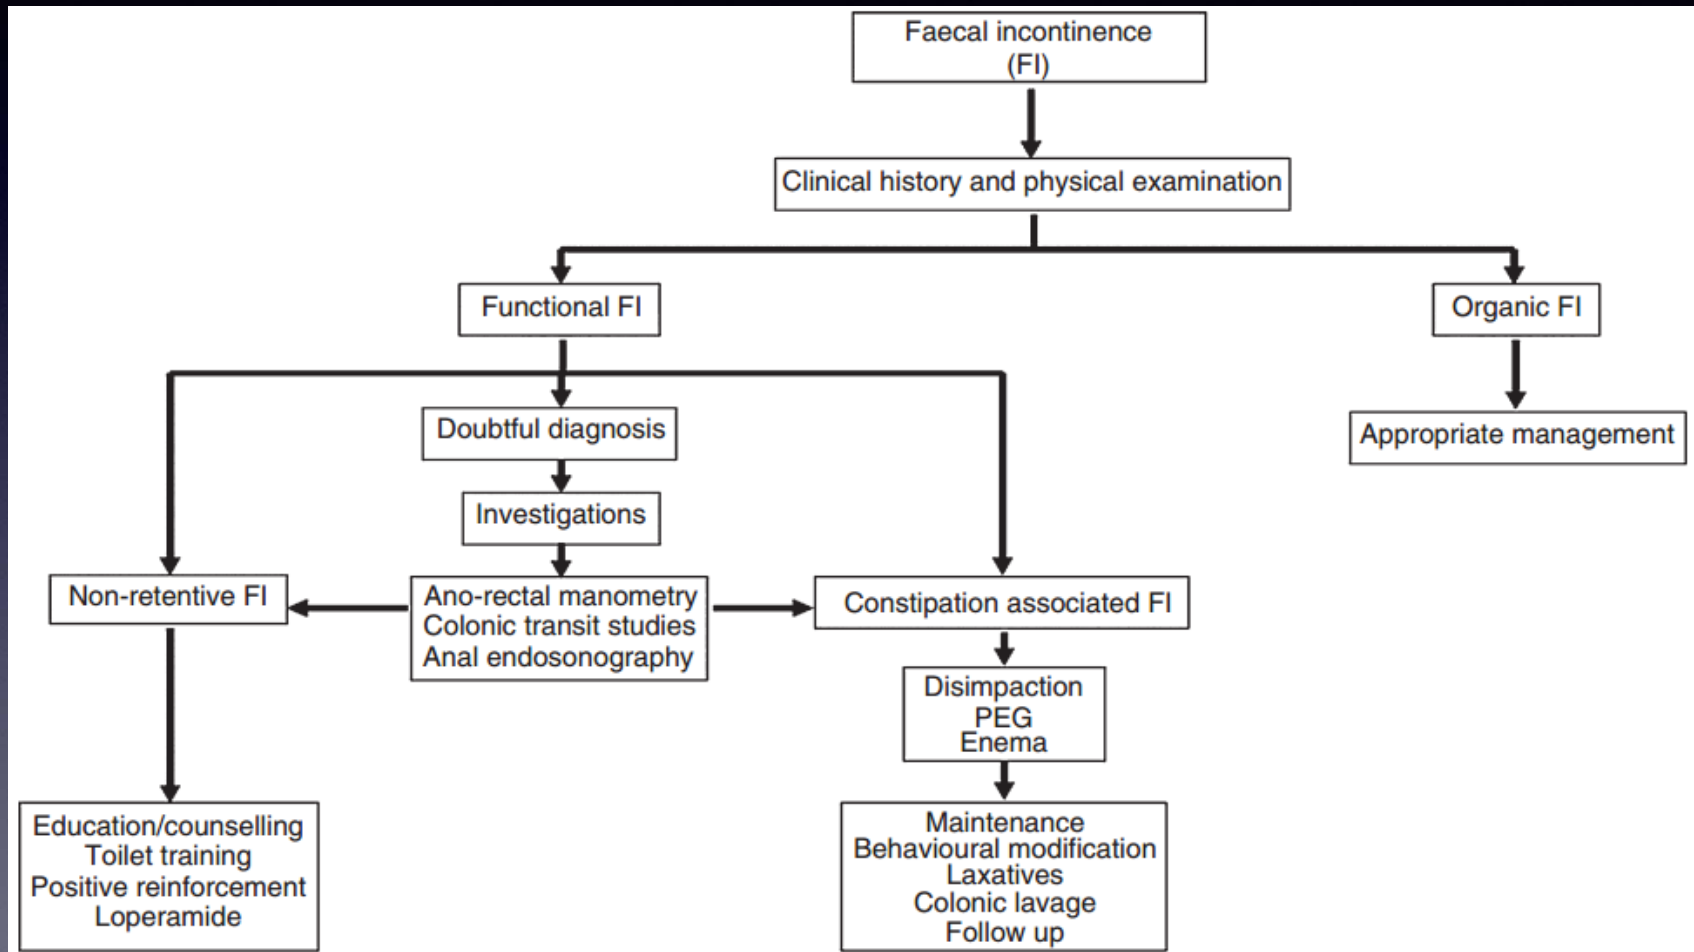 Faecal incontinence
(FI)
Clinical history and physical examination
Functional FI
Organic FI
Doubtful diagnosis
Appropriate management
Investigations
Non-retentive FI
Ano-rectal manometry
Colonic transit studies
Anal endosonography
Constipation associated FI
Disimpaction
PEG
Enema
Education/counselling
Toilet training
Positive reinforcement
Loperamide
Maintenance
Behavioural modification
Laxatives
Colonic lavage
Follow up